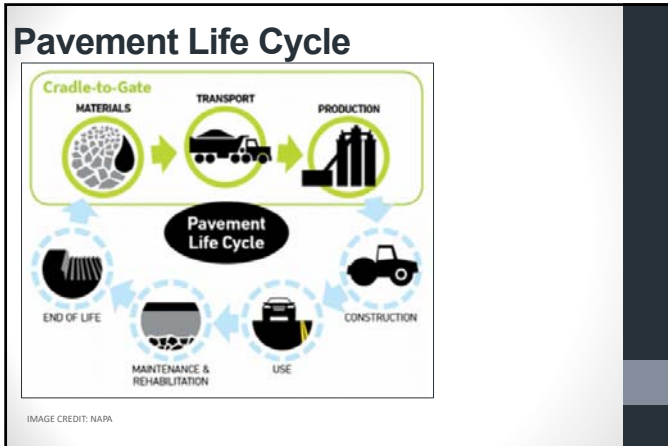 Pavement Life Cycle
Cradle-to-Gate
MATERIALS
TRANSPORT
PRODUCTION
Pavement
Life Cycle
END OF LIFE
CONSTRUCTION
MAINTENANCE &
REHABILITATION
USE
IMAGE CREDIT: NAPA